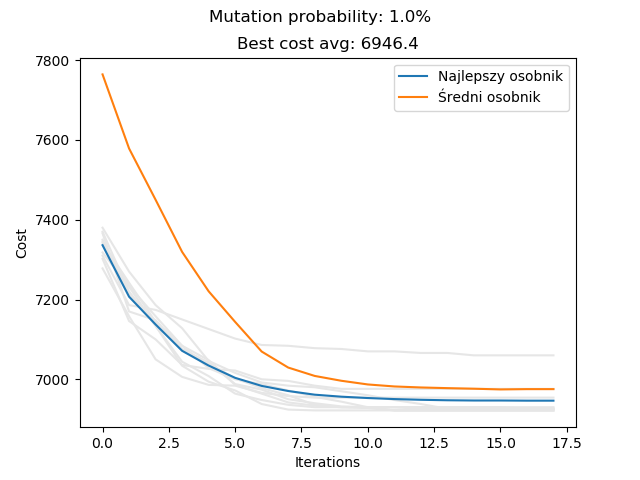 Mutation probability: 1.0%
Best cost avg: 6946.4
Najlepszy osobnik
Średni osobnik
7800
7600
7400
7200
7000
Cost
0.0 2.5 5.0 7.5 10.0 12.5 15.0 17.5
Iterations